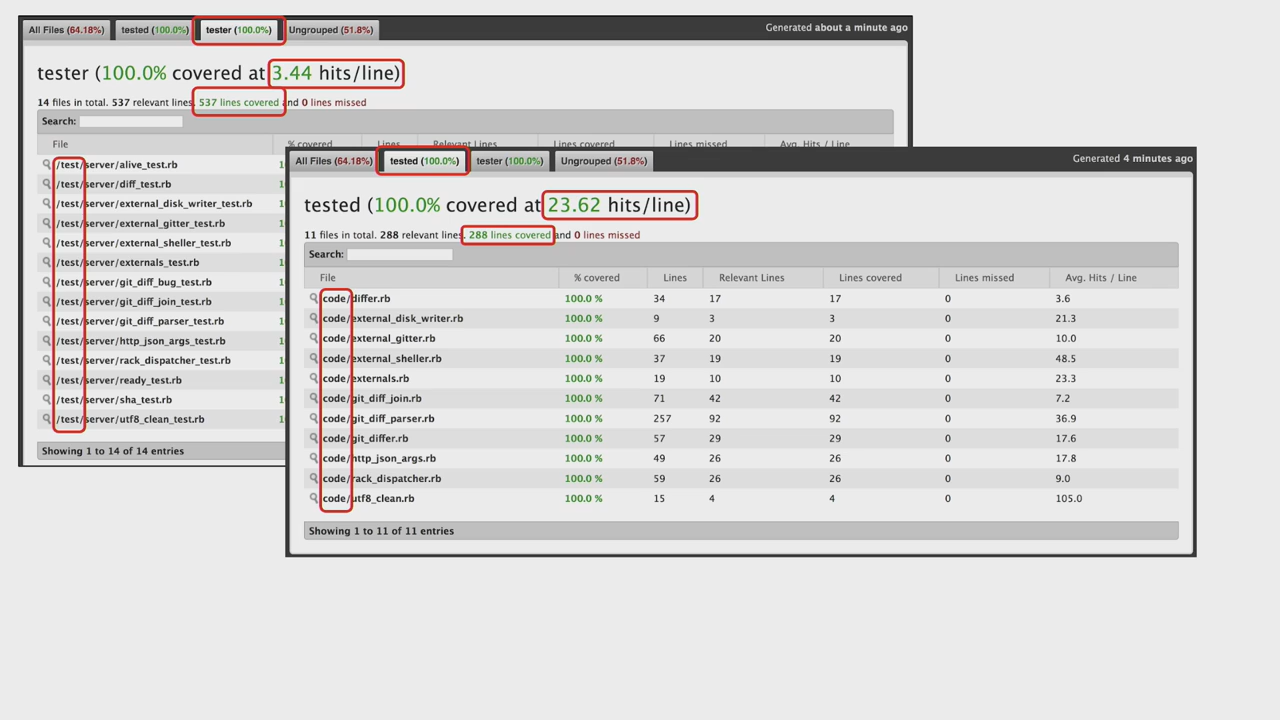 All Files (64.18%) tested (100.0%) tester (100.0%) Ungrouped (51.8%) Generated about a minute ago
tester (100.0% covered at 3.44 hits/line)
14 files in total. 537 relevant lines. 537 lines covered and 0 lines missed
Search:
File % covered Lines Relevant Lines Lines covered Lines missed Avg. Hits / Line
/test/server/alive_test.rb
/test/server/diff_test.rb
/test/server/external_disk_writer_test.rb
/test/server/external_gitter_test.rb
/test/server/external_sheller_test.rb
/test/server/externals_test.rb
/test/server/git_diff_bug_test.rb
/test/server/git_diff_join_test.rb
/test/server/git_diff_parser_test.rb
/test/server/http_json_args_test.rb
/test/server/rack_dispatcher_test.rb
/test/server/ready_test.rb
/test/server/sha_test.rb
/test/server/utf8_clean_test.rb
Showing 1 to 14 of 14 entries
All Files (64.18%) tested (100.0%) tester (100.0%) Ungrouped (51.8%) Generated 4 minutes ago
tested (100.0% covered at 23.62 hits/line)
11 files in total. 288 relevant lines. 288 lines covered and 0 lines missed
Search:
File % covered Lines Relevant Lines Lines covered Lines missed Avg. Hits / Line
code/differ.rb 100.0 % 34 17 17 0 3.6
code/external_disk_writer.rb 100.0 % 9 3 3 0 21.3
code/external_gitter.rb 100.0 % 66 20 20 0 10.0
code/external_sheller.rb 100.0 % 37 19 19 0 48.5
code/externals.rb 100.0 % 19 10 10 0 23.3
code/git_diff_join.rb 100.0 % 71 42 42 0 7.2
code/git_diff_parser.rb 100.0 % 257 92 92 0 36.9
code/git_differ.rb 100.0 % 57 29 29 0 17.6
code/http_json_args.rb 100.0 % 49 26 26 0 17.8
code/rack_dispatcher.rb 100.0 % 59 26 26 0 9.0
code/utf8_clean.rb 100.0 % 15 4 4 0 105.0
Showing 1 to 11 of 11 entries